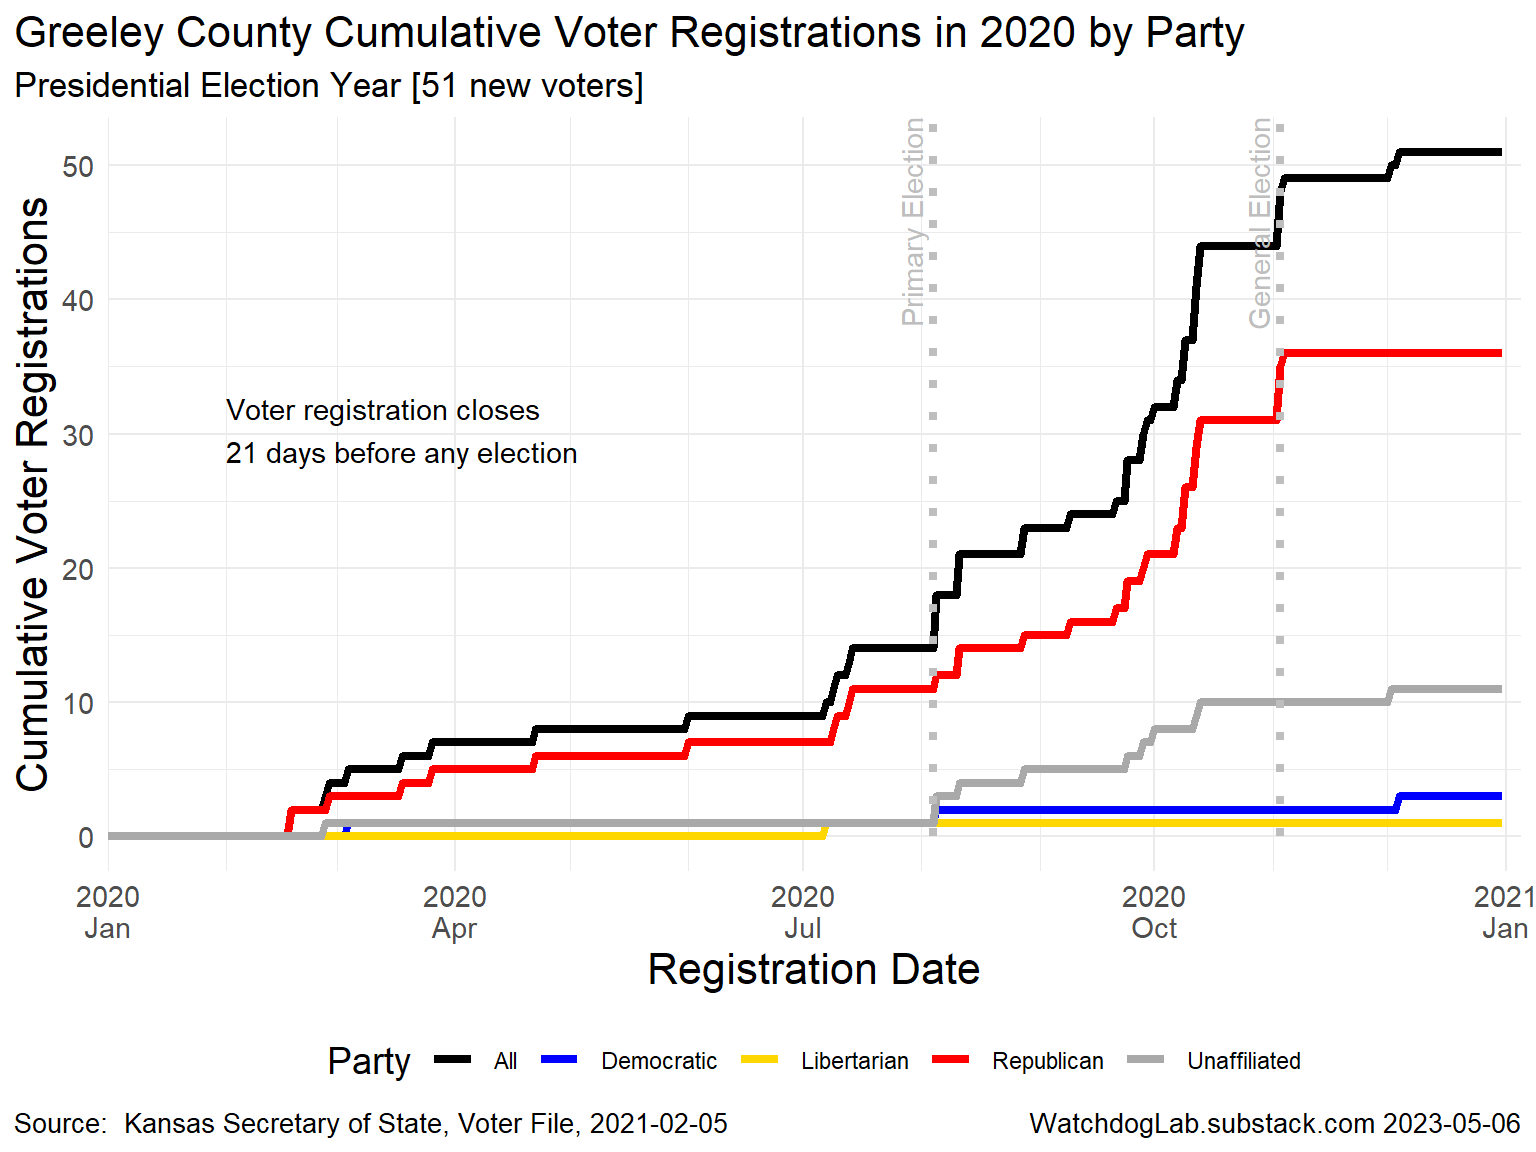 Greeley County Cumulative Voter Registrations in 2020 by Party
Presidential Election Year [51 new voters]
Cumulative Voter Registrations
50
40
30
20
10
0
Primary Election
General Election
Voter registration closes
21 days before any election
2020 2020 2020 2020 2021
Jan Apr Jul Oct Jan
Registration Date
Party All Democratic Libertarian Republican Unaffiliated
Source:  Kansas Secretary of State, Voter File, 2021-02-05
WatchdogLab.substack.com 2023-05-06